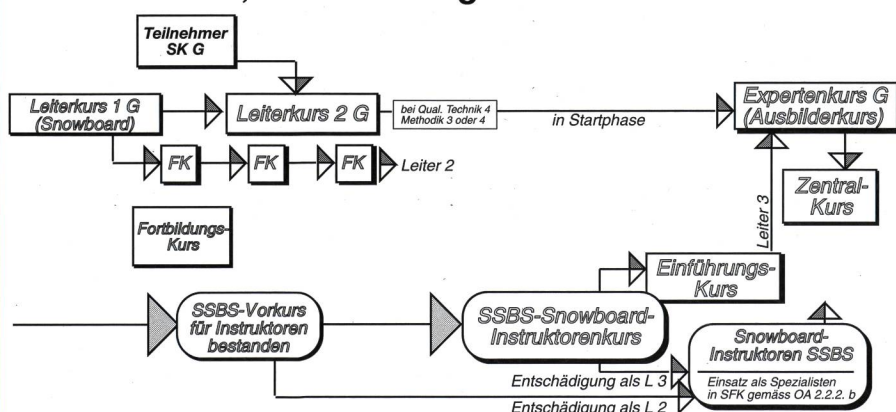 Teilnehmer
SK G
Leiterkurs 1 G
(Snowboard)
Leiterkurs 2 G
bei Qual. Technik 4
Methodik 3 oder 4
in Startphase
Expertenkurs G
(Ausbilderkurs)
FK
FK
FK
Leiter 2
Zentral-
Kurs
Fortbildungs-
Kurs
Leiter 3
Einführungs-
Kurs
SSBS-Vorkurs
für Instruktoren
bestanden
SSBS-Snowboard-
Instruktorenkurs
Snowboard-
Instruktoren SSBS
Einsatz als Spezialisten
in SFK gemäss OA 2.2.2. b
Entschädigung als L 3
Entschädigung als L 2